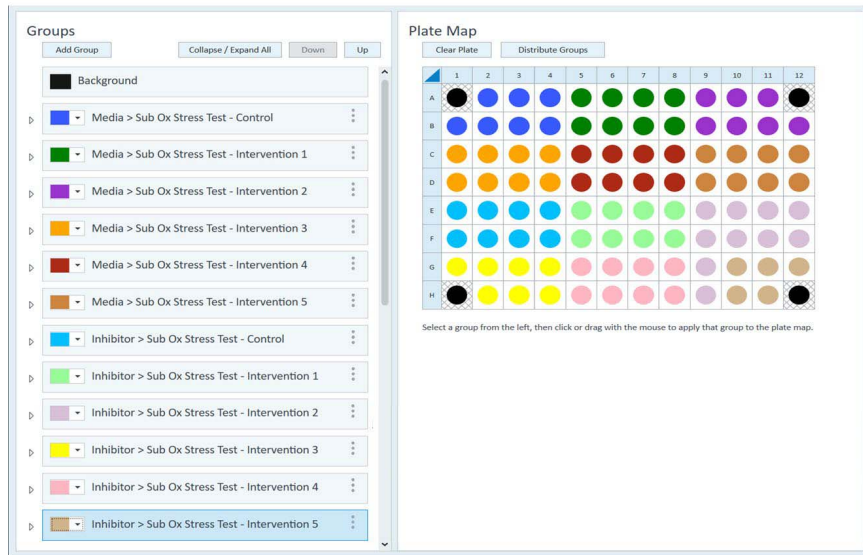 Groups
Add Group Collapse / Expand All Down Up
Background
Media > Sub Ox Stress Test - Control
Media > Sub Ox Stress Test - Intervention 1
Media > Sub Ox Stress Test - Intervention 2
Media > Sub Ox Stress Test - Intervention 3
Media > Sub Ox Stress Test - Intervention 4
Media > Sub Ox Stress Test - Intervention 5
Inhibitor > Sub Ox Stress Test - Control
Inhibitor > Sub Ox Stress Test - Intervention 1
Inhibitor > Sub Ox Stress Test - Intervention 2
Inhibitor > Sub Ox Stress Test - Intervention 3
Inhibitor > Sub Ox Stress Test - Intervention 4
Inhibitor > Sub Ox Stress Test - Intervention 5
Plate Map
Clear Plate Distribute Groups
1 2 3 4 5 6 7 8 9 10 11 12
A
B
C
D
E
F
G
H
Select a group from the left, then click or drag with the mouse to apply that group to the plate map.